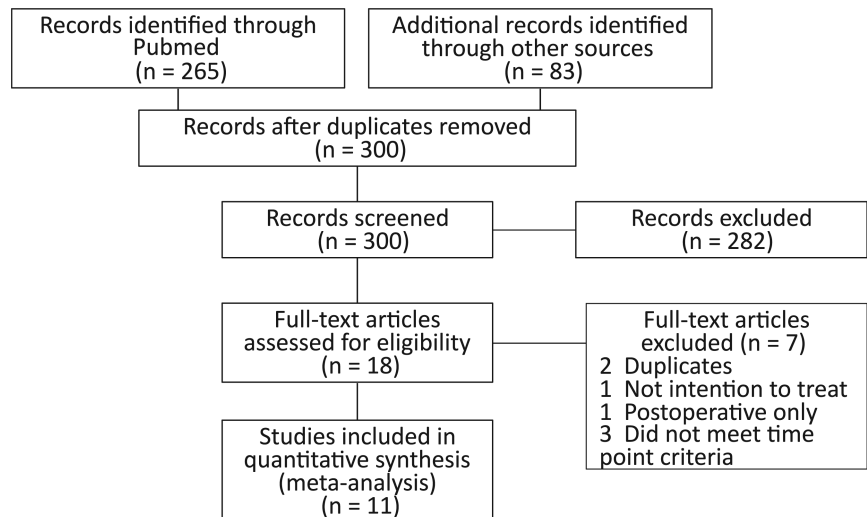 Records identified through
Pubmed
(n = 265)
Additional records identified
through other sources
(n = 83)
Records after duplicates removed
(n = 300)
Records screened
(n = 300)
Records excluded
(n = 282)
Full-text articles
assessed for eligibility
(n = 18)
Full-text articles
excluded (n = 7)
2 Duplicates
1 Not intention to treat
1 Postoperative only
3 Did not meet time
point criteria
Studies included in
quantitative synthesis
(meta-analysis)
(n = 11)